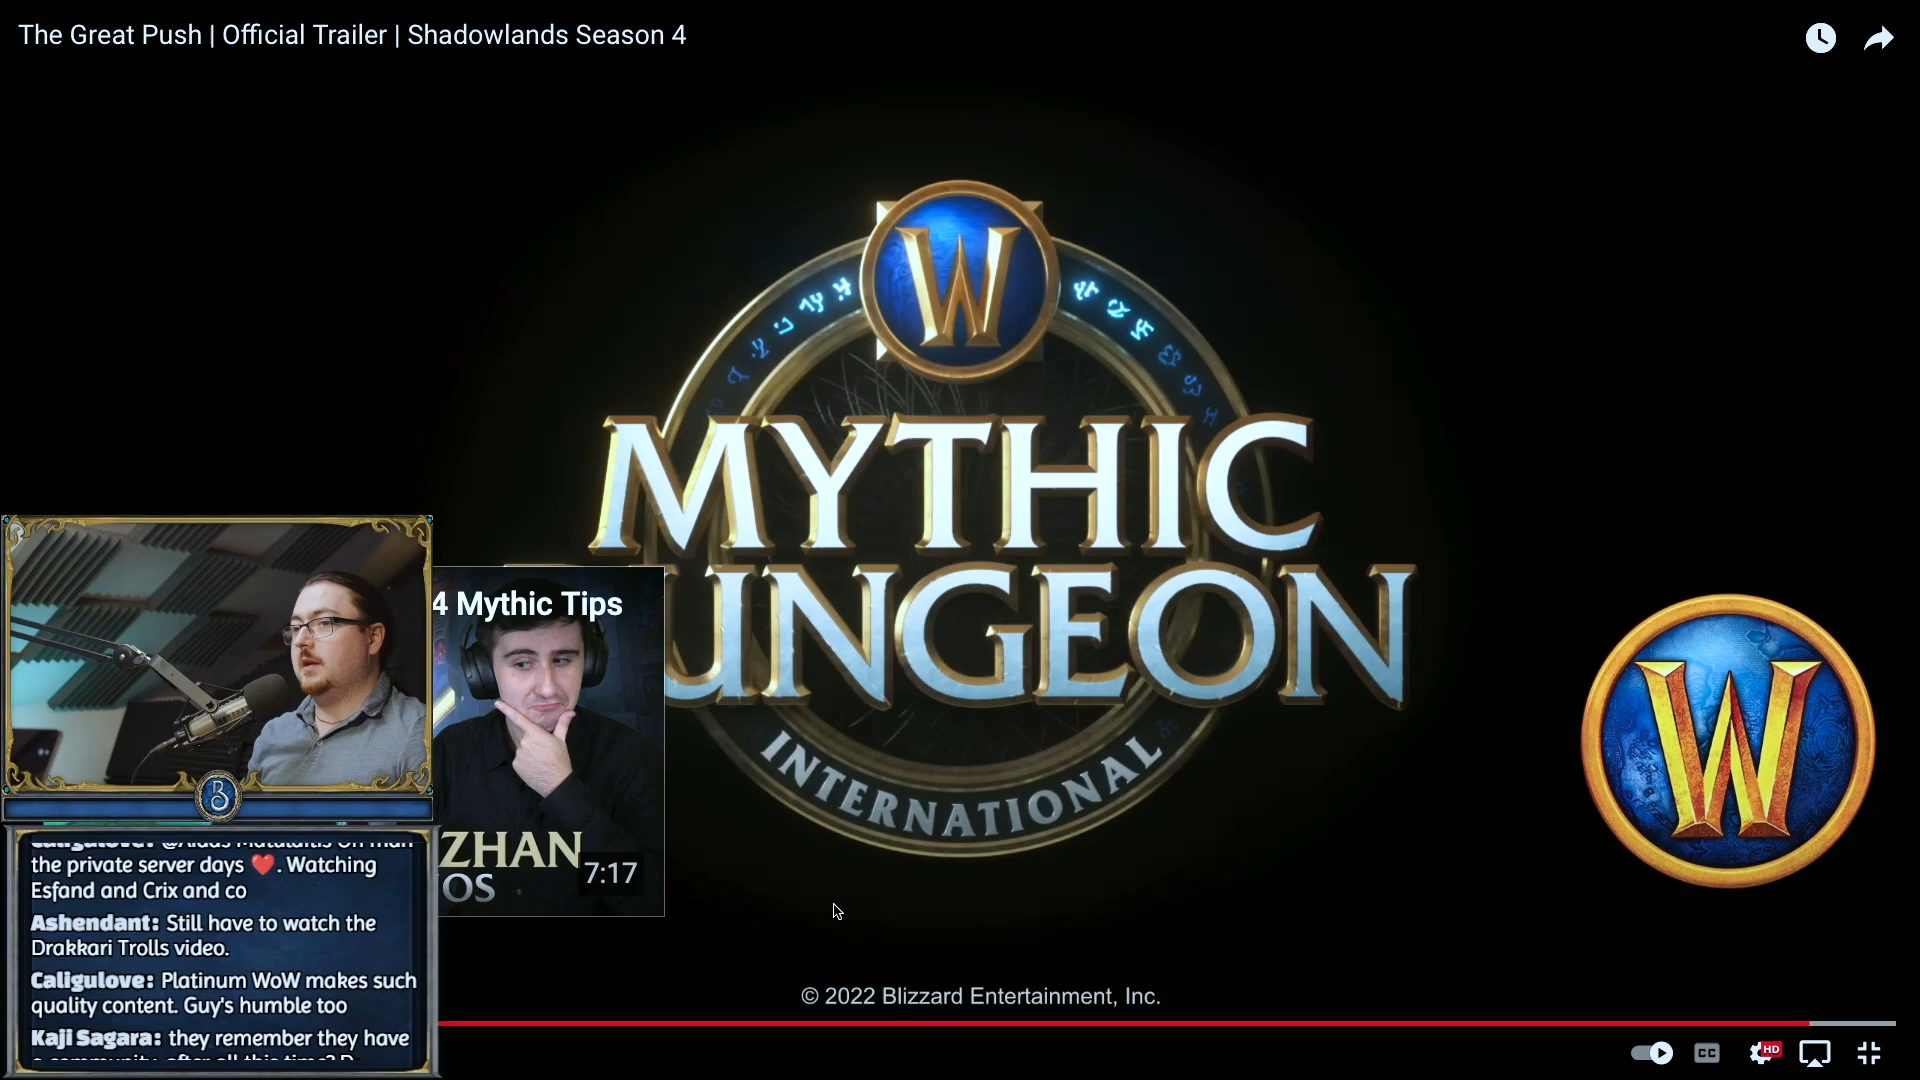 The Great Push | Official Trailer | Shadowlands Season 4
W
MYTHIC
UNGEON
INTERNATIONAL
W
4 Mythic Tips
ZHAN
OS
7:17
B
the private server days ❤️. Watching
Esfand and Crix and co
Ashendant: Still have to watch the
Drakkari Trolls video.
Caligulove: Platinum WoW makes such
quality content. Guy's humble too
Kaji Sagara: they remember they have
© 2022 Blizzard Entertainment, Inc.
CC
HD